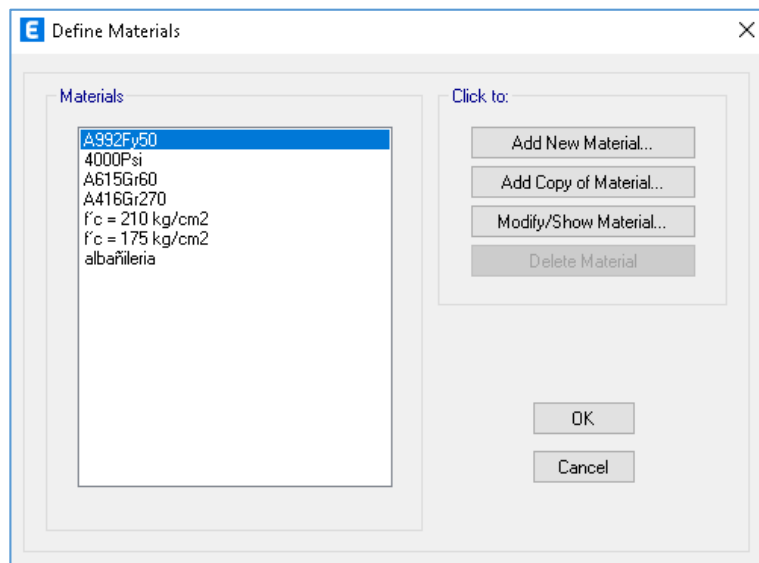 E Define Materials
Materials
A992Fy50
4000Psi
A615Gr60
A416Gr270
f´c = 210 kg/cm2
f´c = 175 kg/cm2
albañileria
Click to:
Add New Material...
Add Copy of Material...
Modify/Show Material...
Delete Material
OK
Cancel